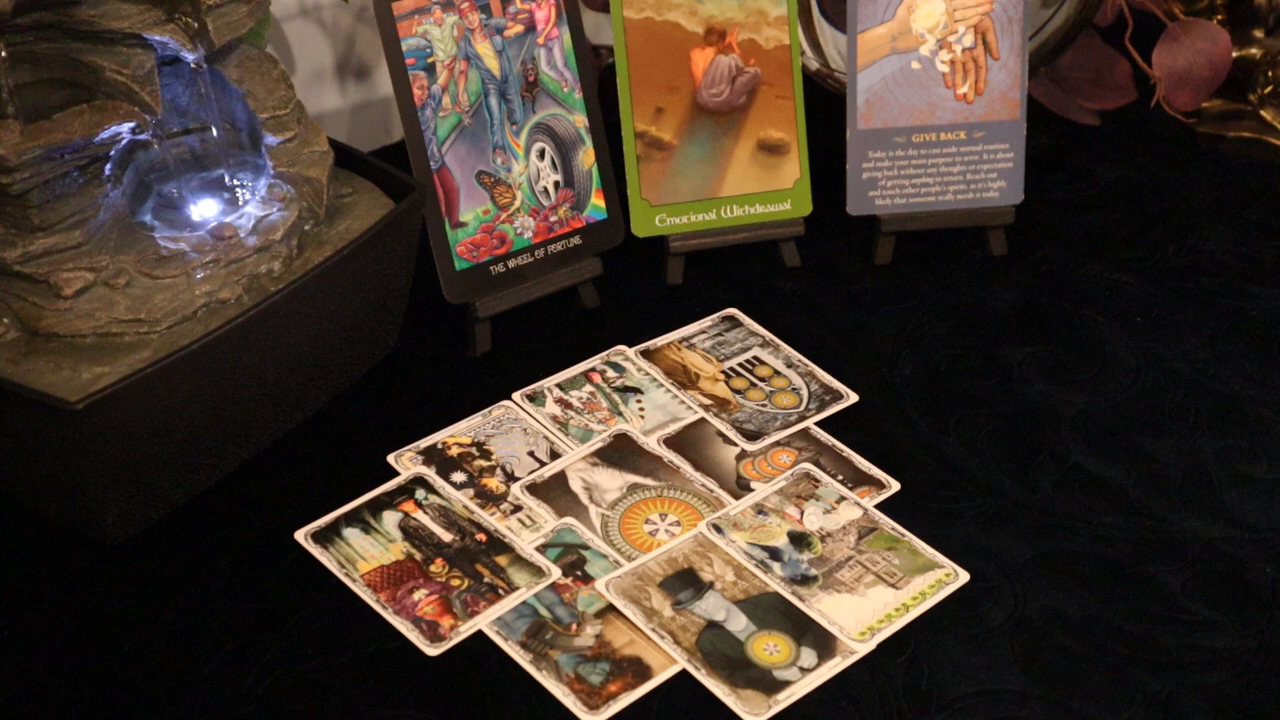 THE WHEEL OF FORTUNE
Emotional Withdrawal
GIVE BACK
Today is the day to cast aside normal routines
and make your main purpose to serve. It is about
giving back without any thoughts or expectation
of getting anything in return. Reach out
and touch other people's spirits, as it's highly
likely that someone really needs it today.